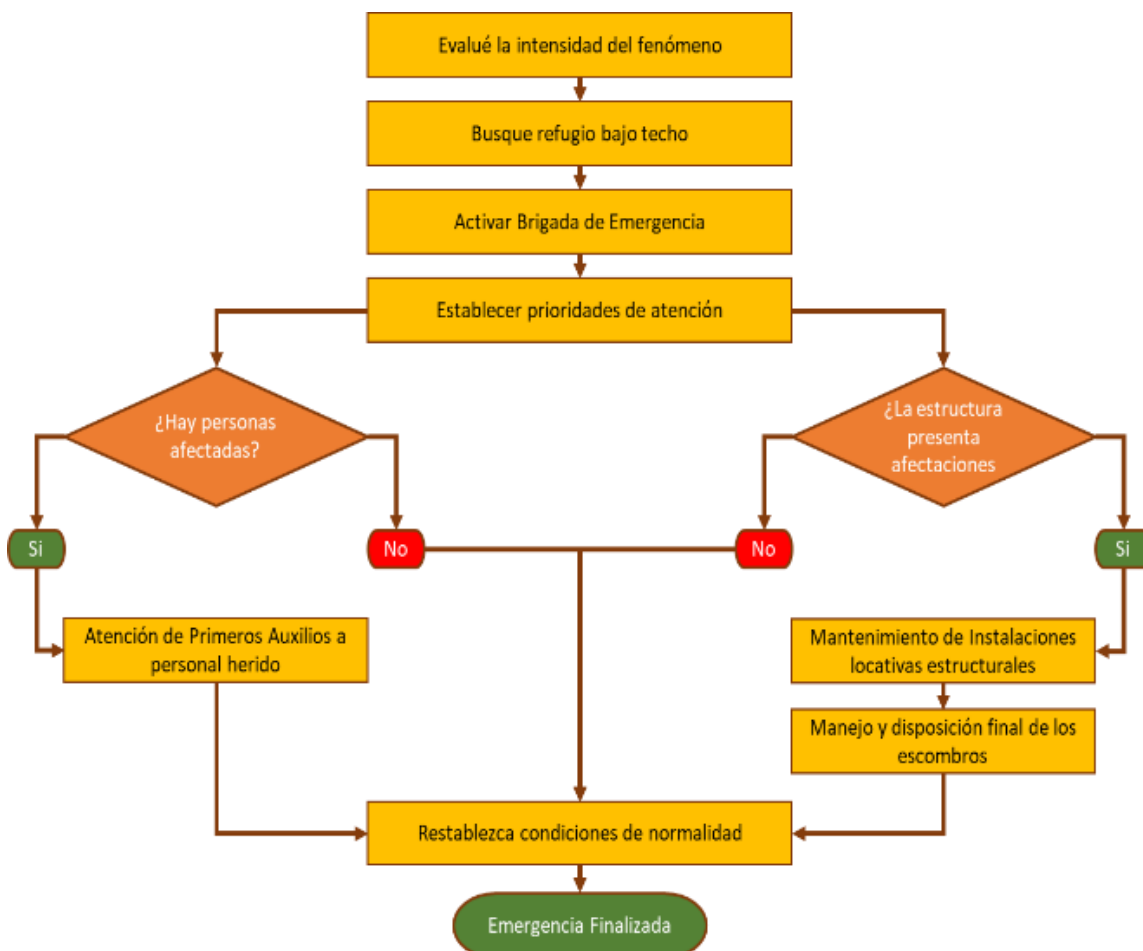 Evalué la intensidad del fenómeno
Busque refugio bajo techo
Activar Brigada de Emergencia
Establecer prioridades de atención
¿Hay personas
afectadas?
¿La estructura
presenta
afectaciones
Si
No
No
Si
Atención de Primeros Auxilios a
personal herido
Mantenimiento de Instalaciones
locativas estructurales
Manejo y disposición final de los
escombros
Restablezca condiciones de normalidad
Emergencia Finalizada